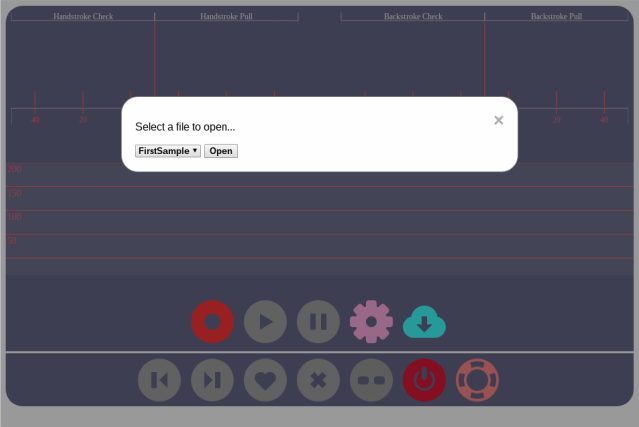 Handstroke Check Handstroke Pull Backstroke Check Backstroke Pull
40 20 20 40
Select a file to open...
×
FirstSample Open
200
150
100
50